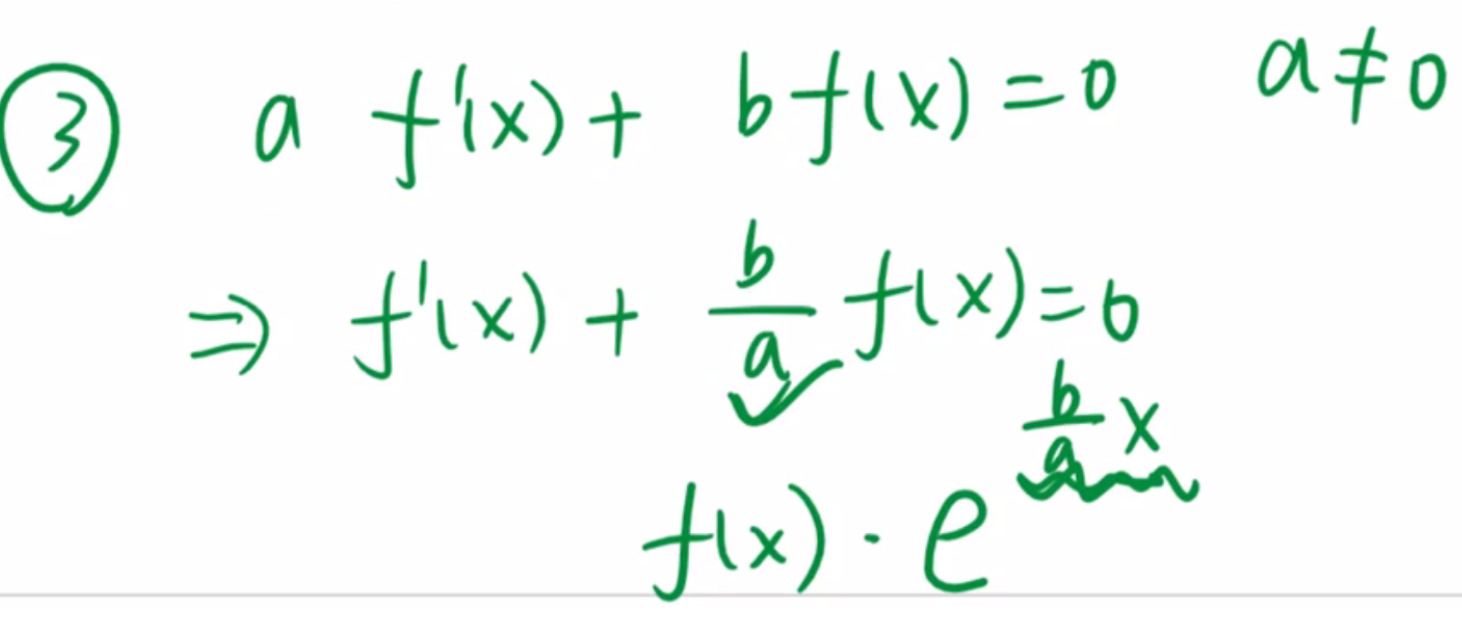 ③ a f'(x) + b f(x) = 0 a ≠ 0
⇒ f'(x) + b/a f(x) = 0
f(x) · e^(b/a x)